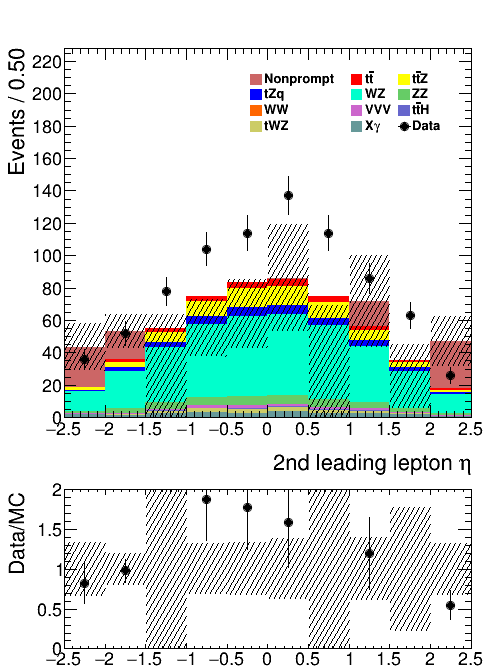 Events / 0.50
220
200
180
160
140
120
100
80
60
40
20
0
Nonprompt tt̄ tt̄Z
tZq WZ ZZ
WW VVV tt̄H
tWZ Xγ Data
−2.5 −2 −1.5 −1 −0.5 0 0.5 1 1.5 2 2.5
2nd leading lepton η
Data/MC
2
1.5
1
0.5
0
−2.5 −2 −1.5 −1 −0.5 0 0.5 1 1.5 2 2.5